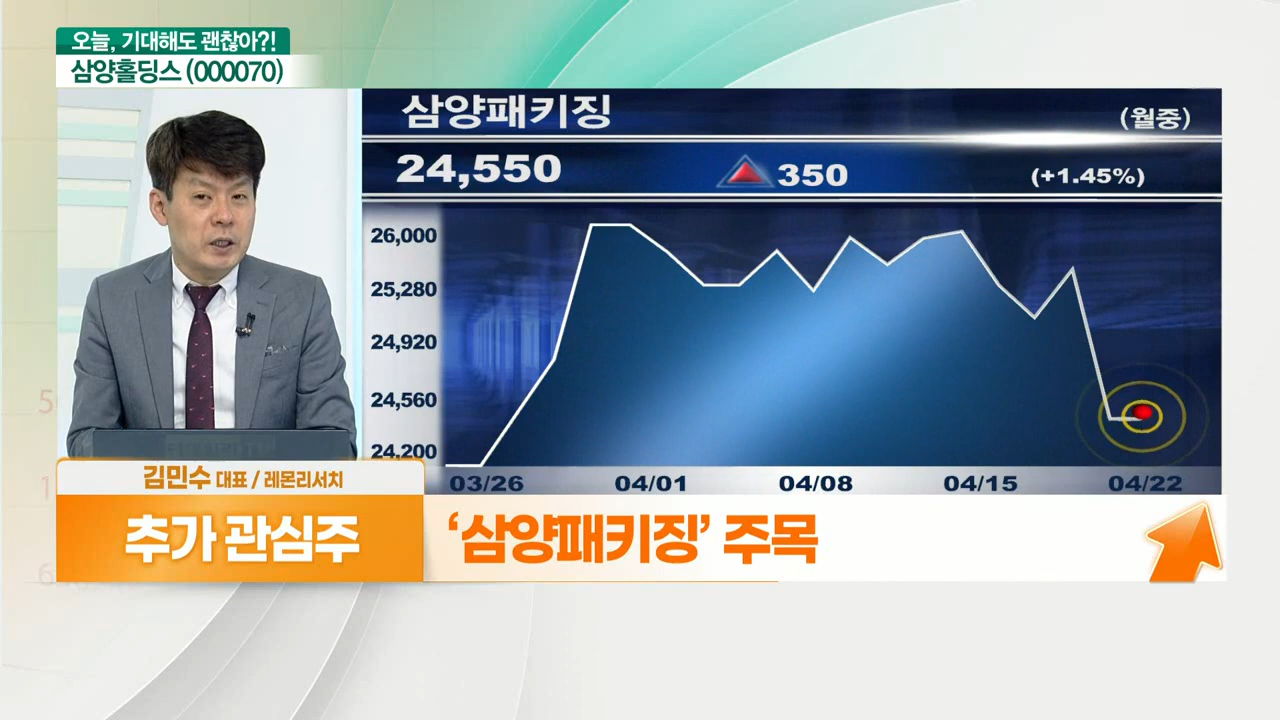 오늘, 기대해도 괜찮아?!
삼양홀딩스 (000070)
삼양패키징
(월중)
24,550
350
(+1.45%)
26,000
25,280
24,920
24,560
24,200
03/26
04/01
04/08
04/15
04/22
김민수 대표 / 레몬리서치
추가 관심주
‘삼양패키징’ 주목